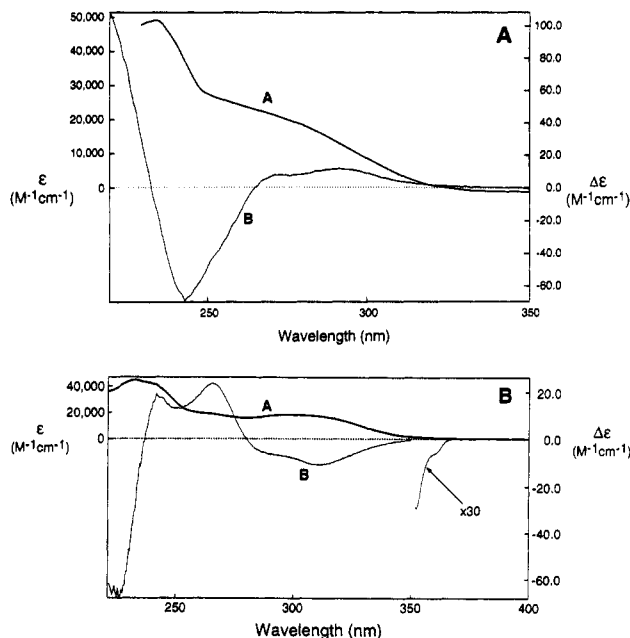 A
50,000
40,000
30,000
20,000
10,000
0
ε
(M-1cm-1)
100.0
80.0
60.0
40.0
20.0
0.0
-20.0
-40.0
-60.0
Δε
(M-1cm-1)
A
B
250
300
350
Wavelength (nm)
B
40,000
20,000
0
ε
(M-1cm-1)
20.0
0.0
-20.0
-40.0
-60.0
Δε
(M-1cm-1)
A
B
x30
250
300
350
400
Wavelength (nm)